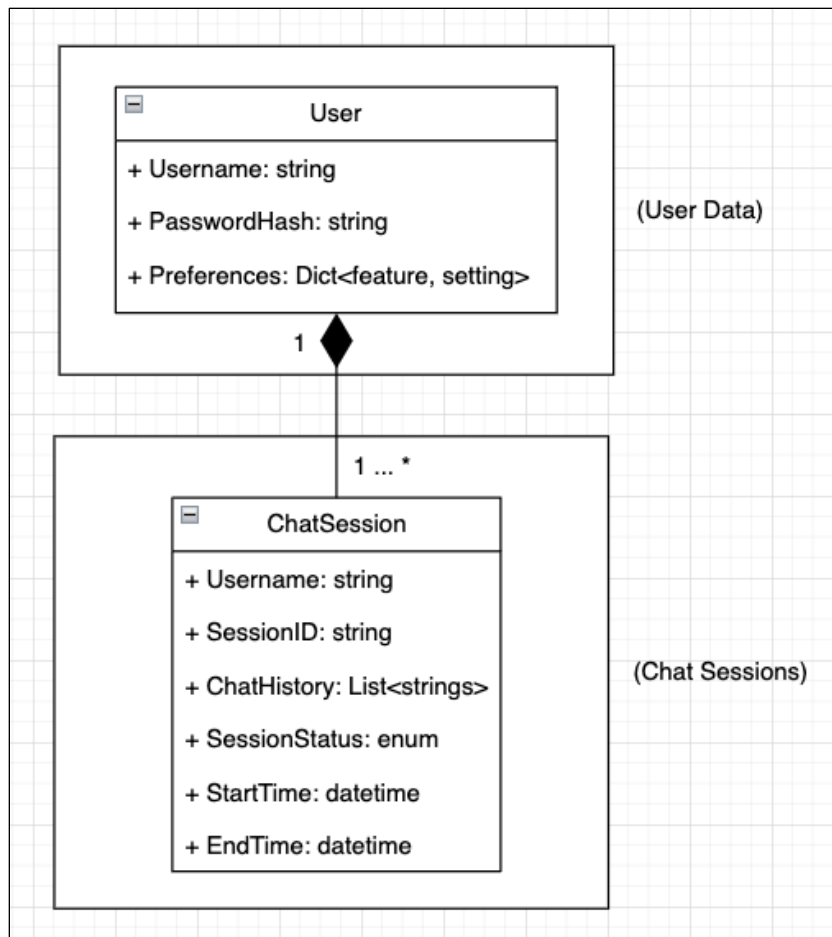 User
+ Username: string
+ PasswordHash: string
+ Preferences: Dict<feature, setting>
(User Data)
1
1 ... *
ChatSession
+ Username: string
+ SessionID: string
+ ChatHistory: List<strings>
+ SessionStatus: enum
+ StartTime: datetime
+ EndTime: datetime
(Chat Sessions)